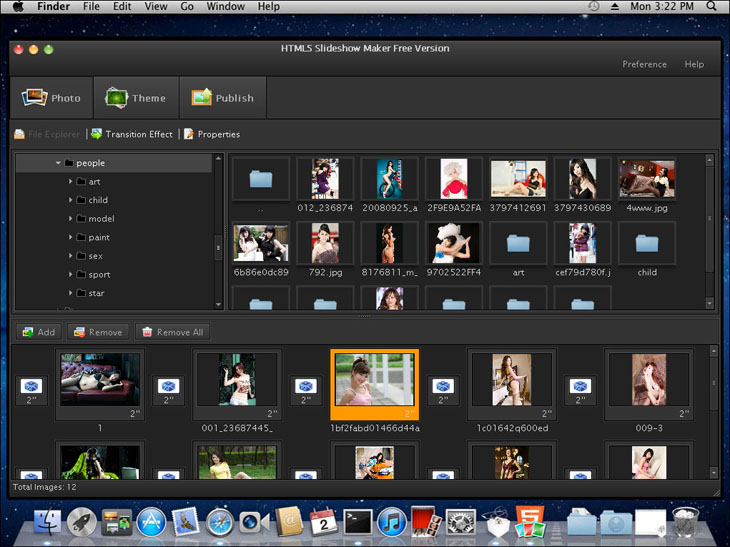 Finder File Edit View Go Window Help Mon 3:22 PM
HTML5 Slideshow Maker Free Version
Preference Help
Photo Theme Publish
File Explorer Transition Effect Properties
people
art
child
model
paint
sex
sport
star
.. 012_236874 20080925_a 2F9E9A52FA 3797412691 3797430689 4www.jpg
6b86e0dc89 792.jpg 8176811_m_ 9702522FF4 art cef79d780f.j child
Add Remove Remove All
2" 2" 2" 2" 2" 2" 2" 2" 2" 2"
1 001_23687445_ 1bf2fabd01466d44a 1c01642q600ed 009-3
Total Images: 12
2